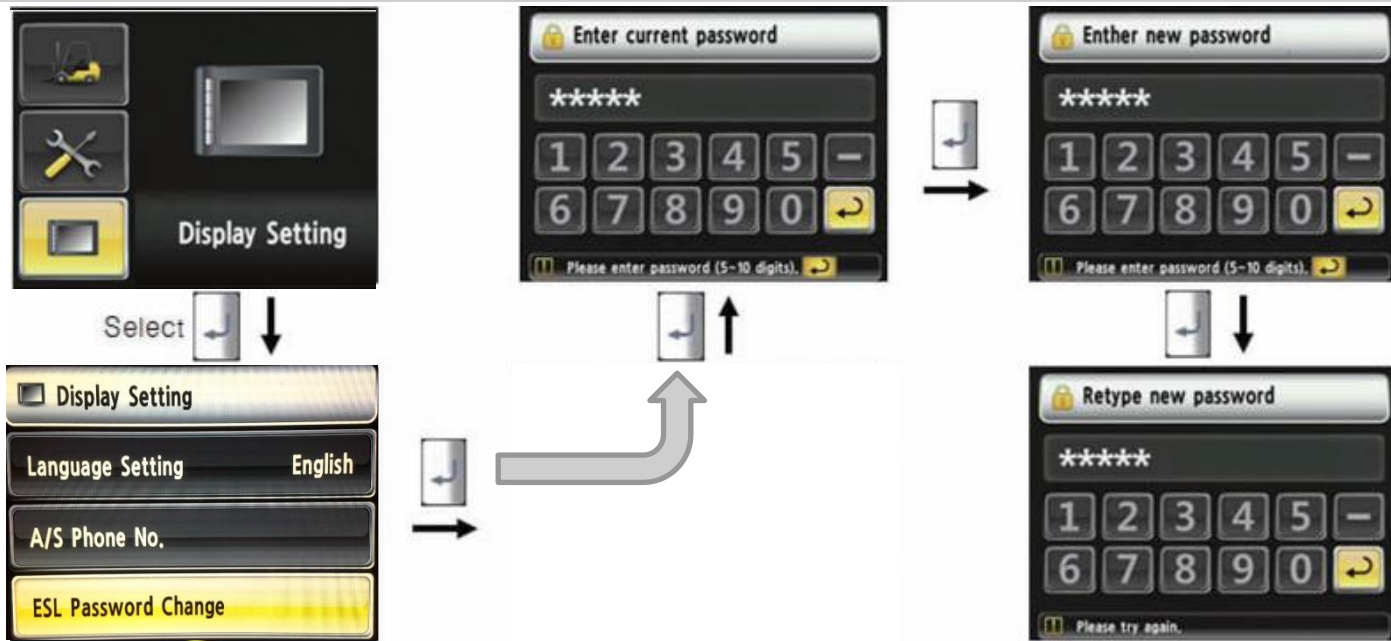 Display Setting
Select
Display Setting
Language Setting English
A/S Phone No.
ESL Password Change
Enter current password
*****
1 2 3 4 5 -
6 7 8 9 0
Please enter password (5-10 digits).
Enther new password
*****
1 2 3 4 5 -
6 7 8 9 0
Please enter password (5-10 digits).
Retype new password
*****
1 2 3 4 5 -
6 7 8 9 0
Please try again.